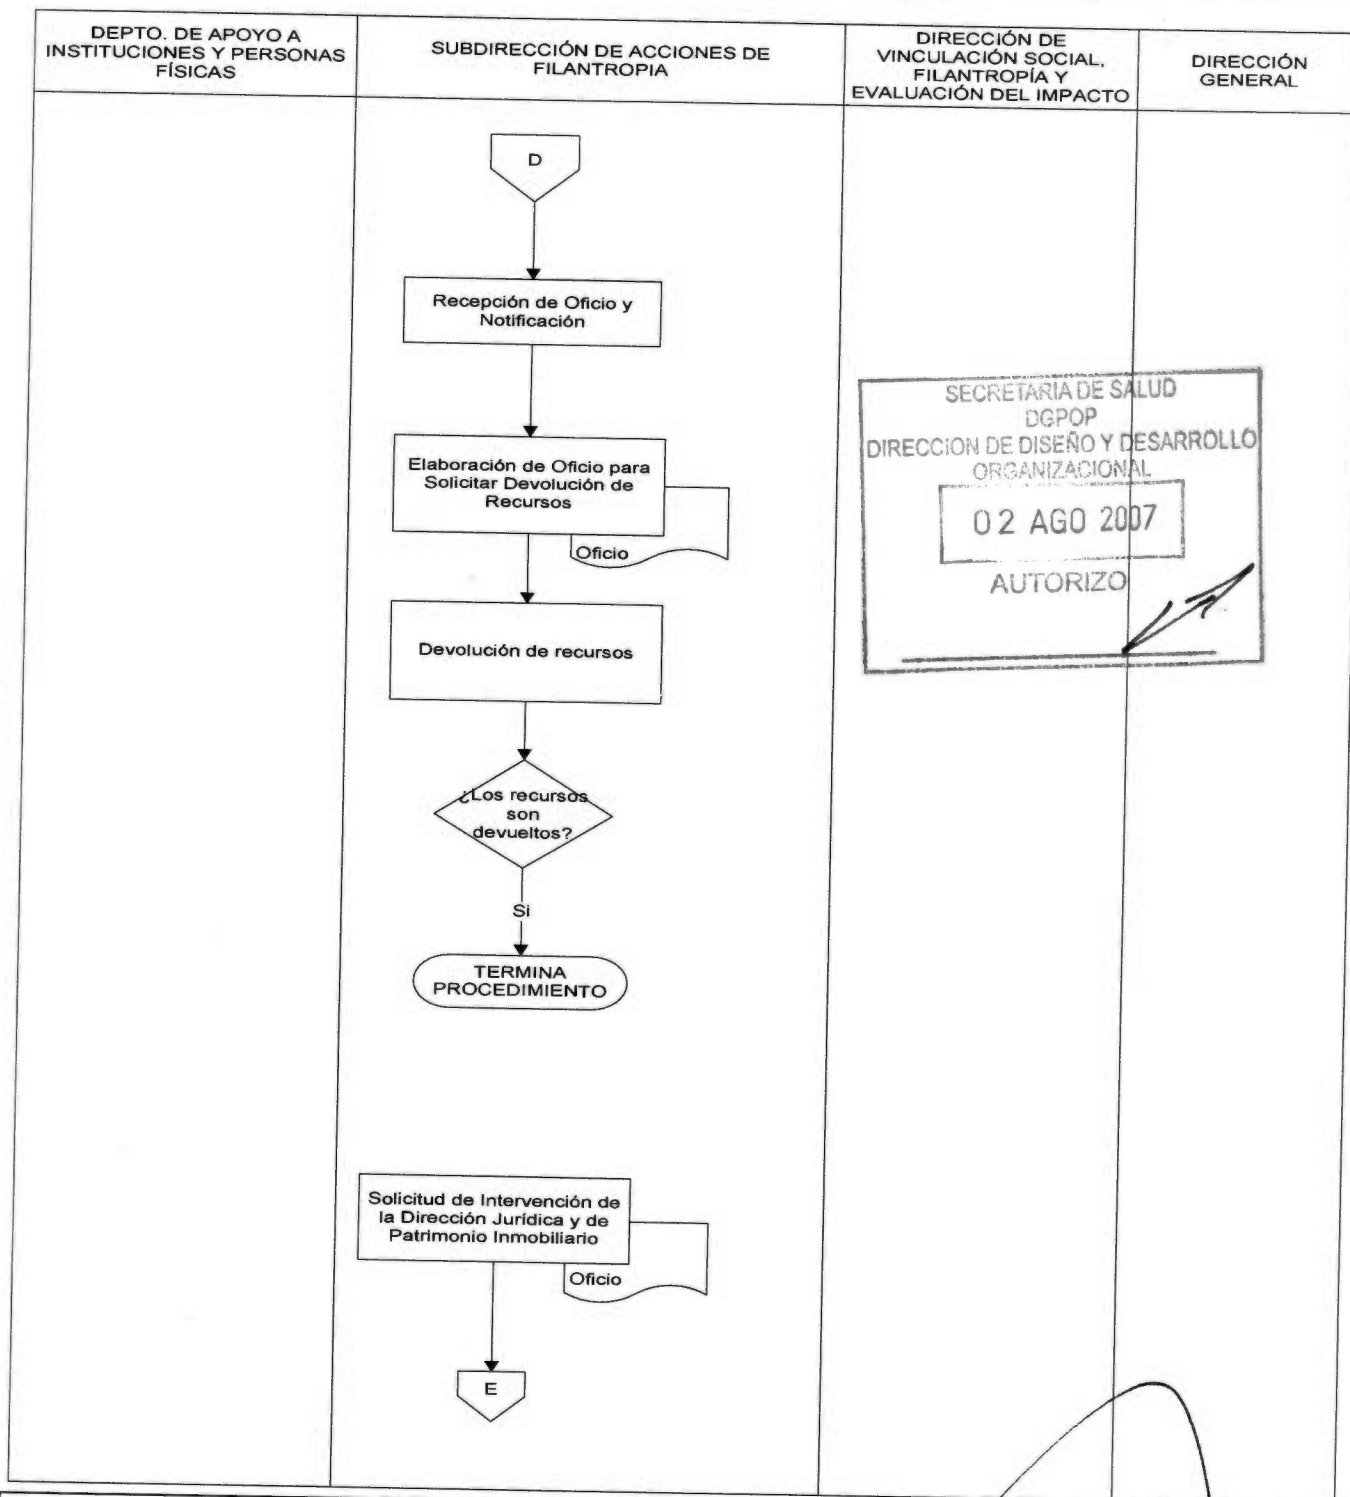 DEPTO. DE APOYO A
INSTITUCIONES Y PERSONAS
FÍSICAS
SUBDIRECCIÓN DE ACCIONES DE
FILANTROPIA
DIRECCIÓN DE
VINCULACIÓN SOCIAL,
FILANTROPÍA Y
EVALUACIÓN DEL IMPACTO
DIRECCIÓN
GENERAL
D
Recepción de Oficio y
Notificación
Elaboración de Oficio para
Solicitar Devolución de
Recursos
Oficio
SECRETARIA DE SALUD
DGPOP
DIRECCION DE DISEÑO Y DESARROLLO
ORGANIZACIONAL
02 AGO 2007
AUTORIZO
Devolución de recursos
¿Los recursos
son
devueltos?
Si
TERMINA
PROCEDIMIENTO
Solicitud de Intervención de
la Dirección Jurídica y de
Patrimonio Inmobiliario
Oficio
E